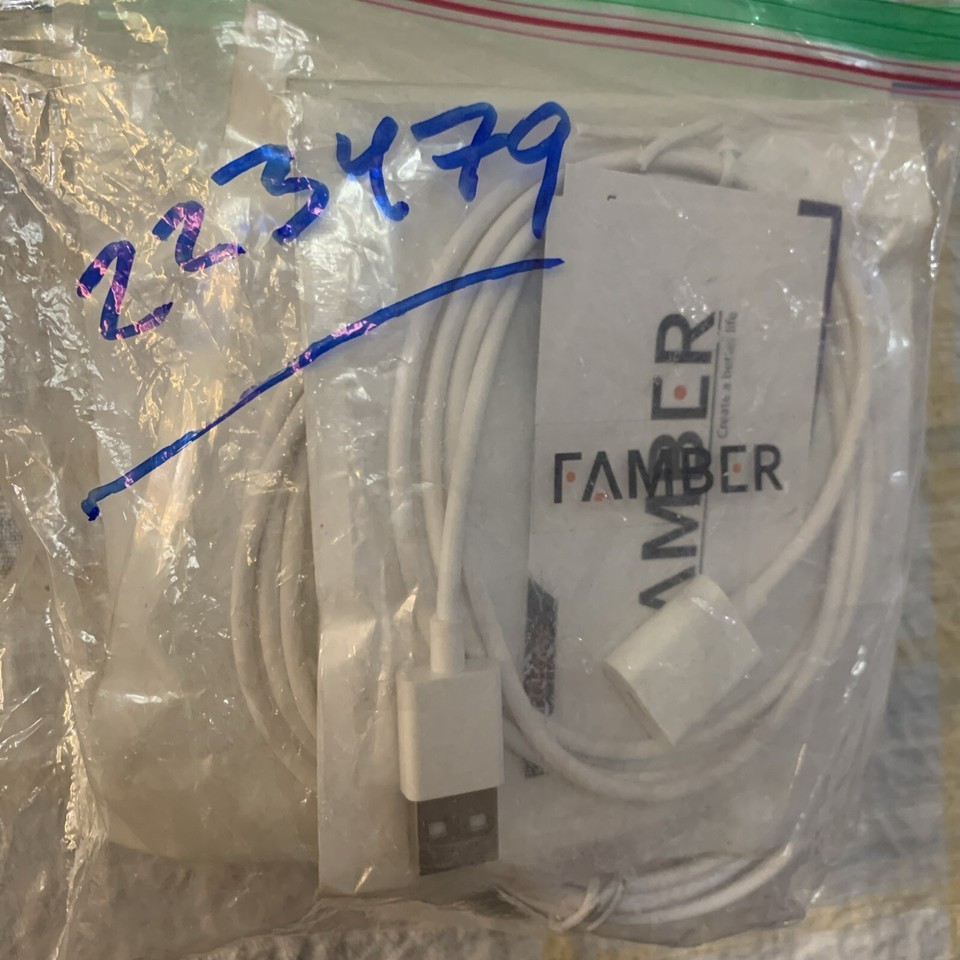 223479
AMBER
Create a better life
FAMBER